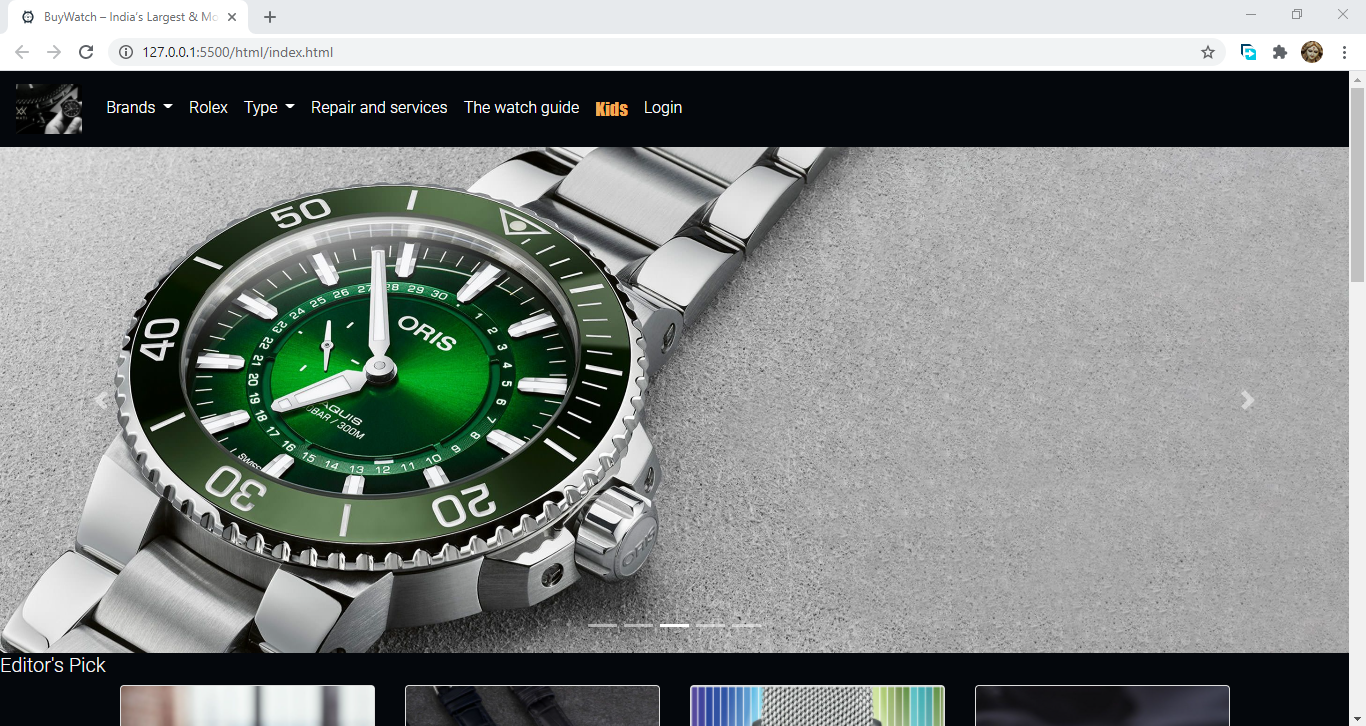 BuyWatch – India's Largest & Mo
127.0.0.1:5500/html/index.html
Brands Rolex Type Repair and services The watch guide Kids Login
50
40
30
20
ORIS
AQUIS
BAR / 300M
SWISS
1 2 3 4 5 6 7 8 9 10 11 12 13 14 15 16 17 18 19 20 21 22 23 24 25 26 27 28 29 30
ORIS
Editor's Pick